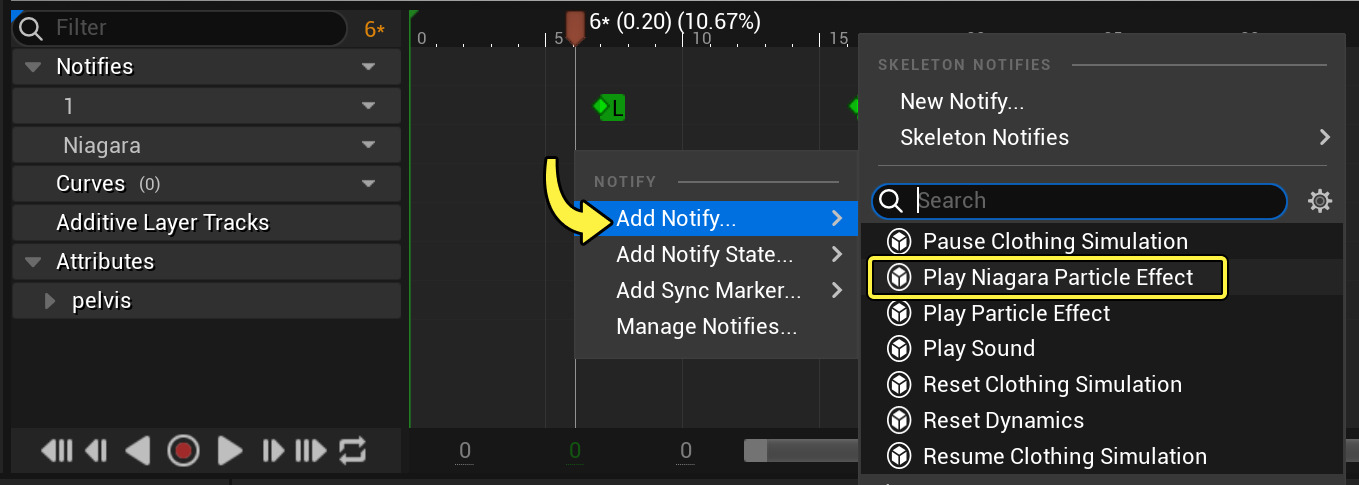 Filter
6*
Notifies
1
Niagara
Curves (0)
Additive Layer Tracks
Attributes
pelvis
6* (0.20) (10.67%)
0 5 10 15
L
NOTIFY
Add Notify...
Add Notify State...
Add Sync Marker...
Manage Notifies...
SKELETON NOTIFIES
New Notify...
Skeleton Notifies
Search
Pause Clothing Simulation
Play Niagara Particle Effect
Play Particle Effect
Play Sound
Reset Clothing Simulation
Reset Dynamics
Resume Clothing Simulation
0 0 0